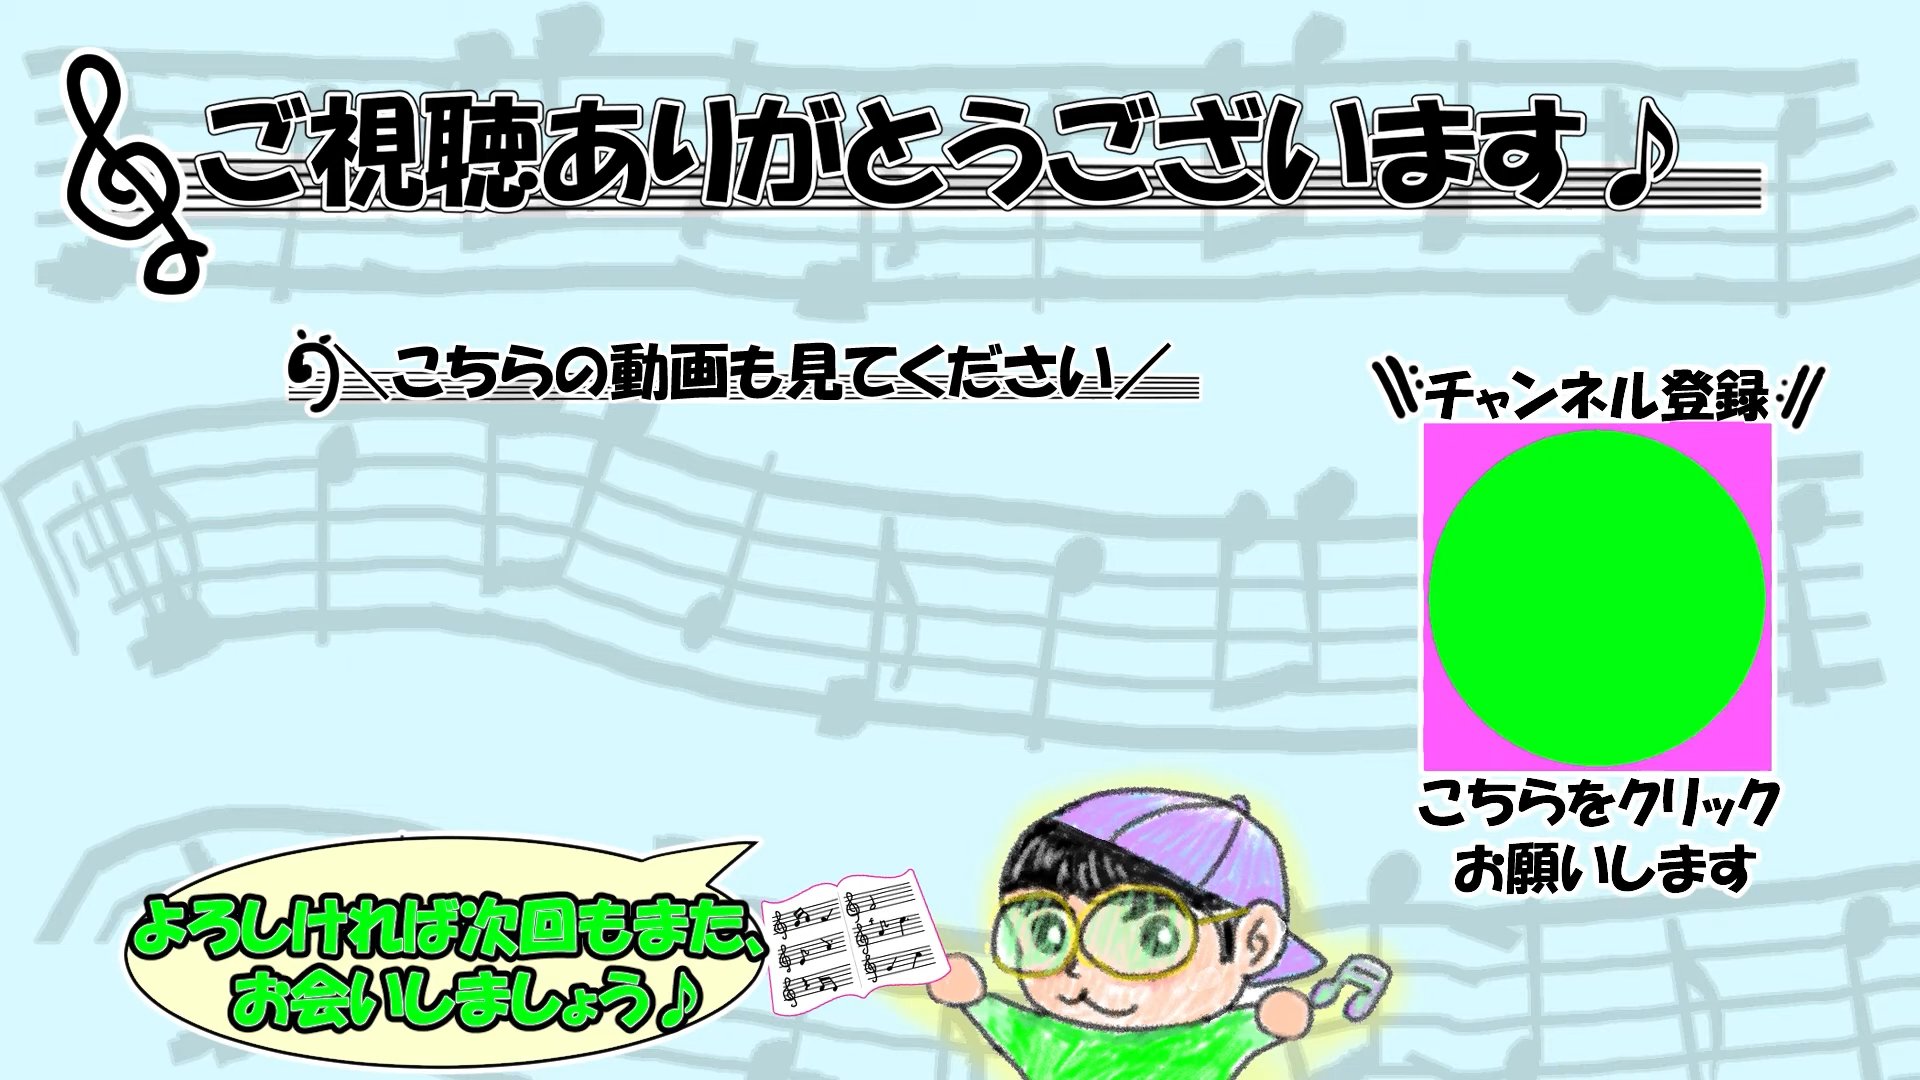 ご視聴ありがとうございます♪
＼こちらの動画も見てください／
チャンネル登録
こちらをクリック
お願いします
よろしければ次回もまた、
お会いしましょう♪